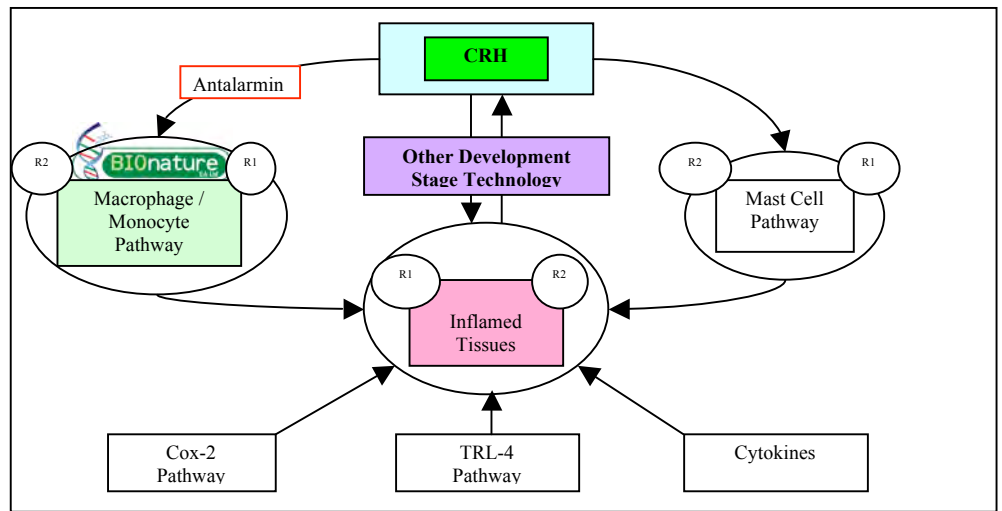 CRH
Antalarmin
R2
BIOnature
R1
Macrophage /
Monocyte
Pathway
Other Development
Stage Technology
R2
R1
Mast Cell
Pathway
R1
R2
Inflamed
Tissues
Cox-2
Pathway
TRL-4
Pathway
Cytokines